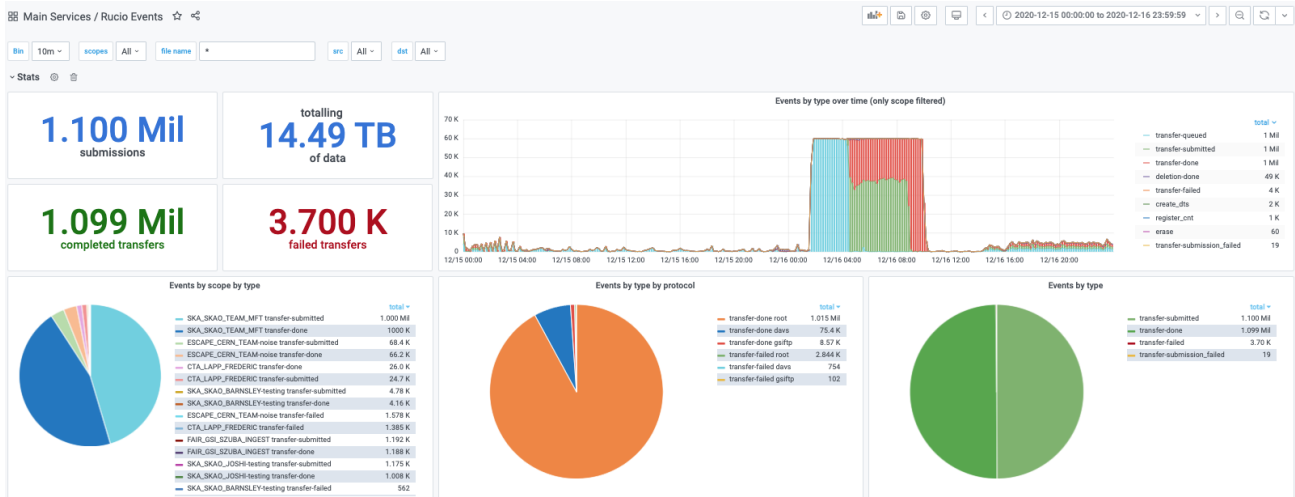 Main Services / Rucio Events
2020-12-15 00:00:00 to 2020-12-16 23:59:59
Bin 10m scopes All file name * src All dst All
Stats
1.100 Mil
submissions
totalling
14.49 TB
of data
1.099 Mil
completed transfers
3.700 K
failed transfers
Events by type over time (only scope filtered)
70 K
60 K
50 K
40 K
30 K
20 K
10 K
0
12/15 00:00 12/15 04:00 12/15 08:00 12/15 12:00 12/15 16:00 12/15 20:00 12/16 00:00 12/16 04:00 12/16 08:00 12/16 12:00 12/16 16:00 12/16 20:00
total
transfer-queued 1 Mil
transfer-submitted 1 Mil
transfer-done 1 Mil
deletion-done 49 K
transfer-failed 4 K
create_dts 2 K
register_cnt 1 K
erase 60
transfer-submission_failed 19
Events by scope by type
total
SKA_SKAO_TEAM_MFT transfer-submitted 1.000 Mil
SKA_SKAO_TEAM_MFT transfer-done 1000 K
ESCAPE_CERN_TEAM-noise transfer-submitted 68.4 K
ESCAPE_CERN_TEAM-noise transfer-done 66.2 K
CTA_LAPP_FREDERIC transfer-done 26.0 K
CTA_LAPP_FREDERIC transfer-submitted 24.7 K
SKA_SKAO_BARNSLEY-testing transfer-submitted 4.78 K
SKA_SKAO_BARNSLEY-testing transfer-done 4.16 K
ESCAPE_CERN_TEAM-noise transfer-failed 1.578 K
CTA_LAPP_FREDERIC transfer-failed 1.385 K
FAIR_GSI_SZUBA_INGEST transfer-submitted 1.192 K
FAIR_GSI_SZUBA_INGEST transfer-done 1.188 K
SKA_SKAO_JOSHI-testing transfer-submitted 1.175 K
SKA_SKAO_JOSHI-testing transfer-done 1.008 K
SKA_SKAO_BARNSLEY-testing transfer-failed 562
Events by type by protocol
total
transfer-done root 1.015 Mil
transfer-done davs 75.4 K
transfer-done gsiftp 8.57 K
transfer-failed root 2.844 K
transfer-failed davs 754
transfer-failed gsiftp 102
Events by type
total
transfer-submitted 1.100 Mil
transfer-done 1.099 Mil
transfer-failed 3.70 K
transfer-submission_failed 19